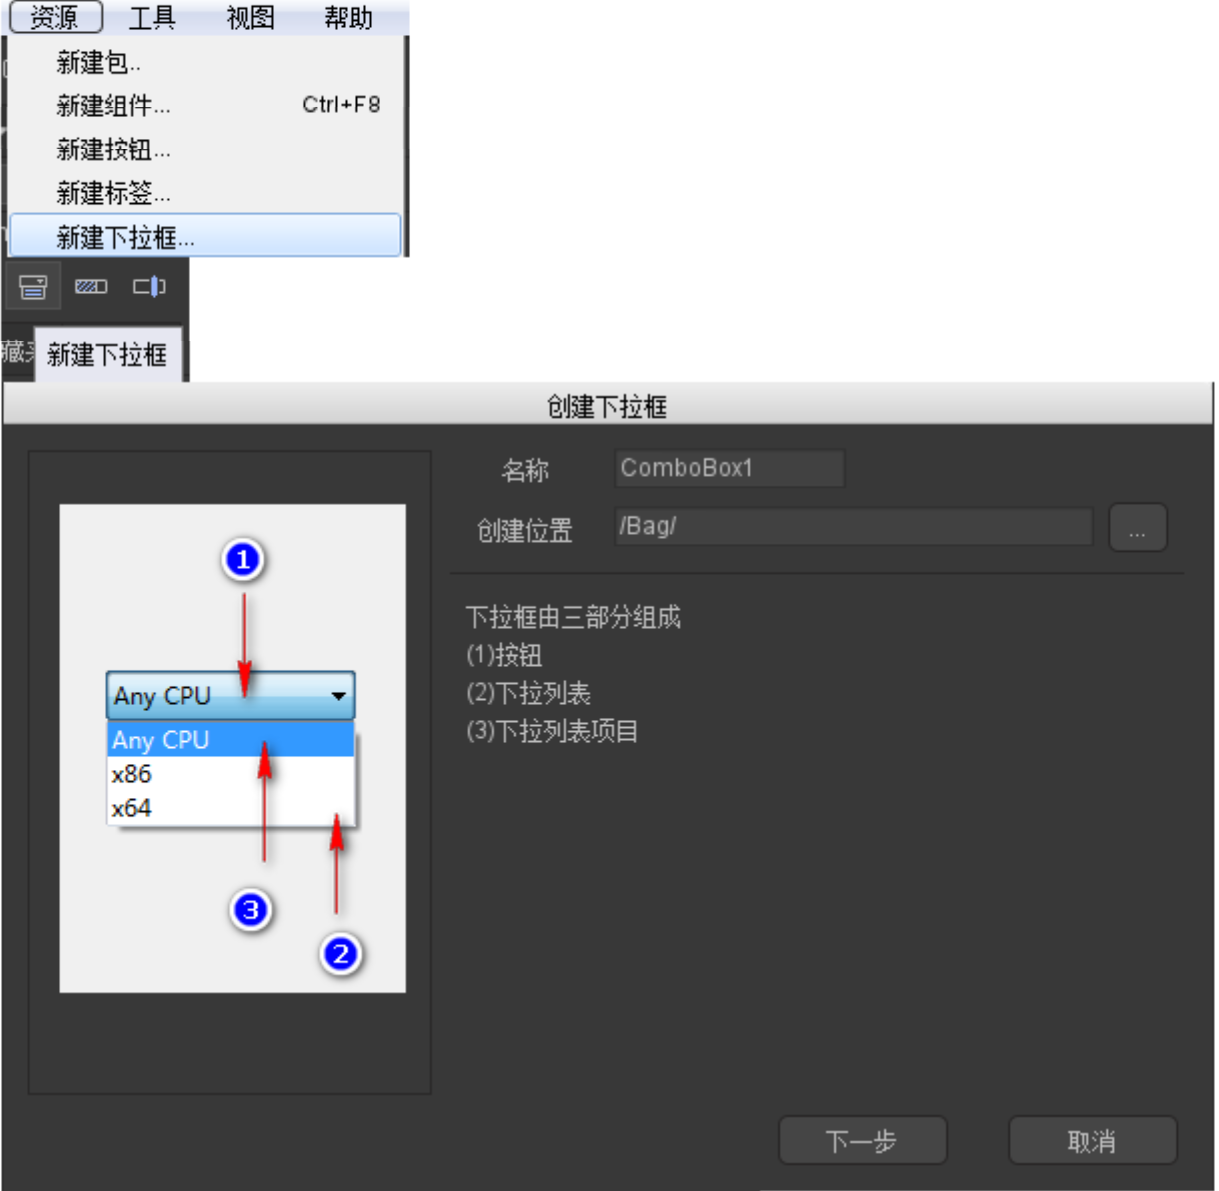 资源 工具 视图 帮助
新建包..
新建组件... Ctrl+F8
新建按钮...
新建标签...
新建下拉框...
藏
新建下拉框
创建下拉框
名称 ComboBox1
创建位置 /Bag/ ...
下拉框由三部分组成
(1)按钮
(2)下拉列表
(3)下拉列表项目
1
Any CPU
Any CPU
x86
x64
3
2
下一步 取消